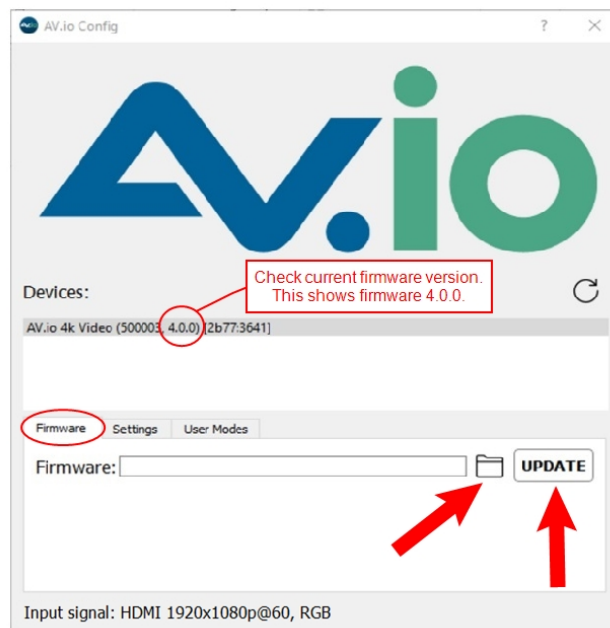 AV.io Config
? ×
AV.io
Check current firmware version.
This shows firmware 4.0.0.
Devices:
AV.io 4k Video (500003, 4.0.0) [2b77:3641]
Firmware Settings User Modes
Firmware: UPDATE
Input signal: HDMI 1920x1080p@60, RGB